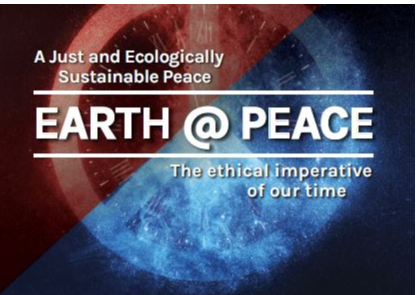 A Just and Ecologically
Sustainable Peace
EARTH @ PEACE
The ethical imperative
of our time